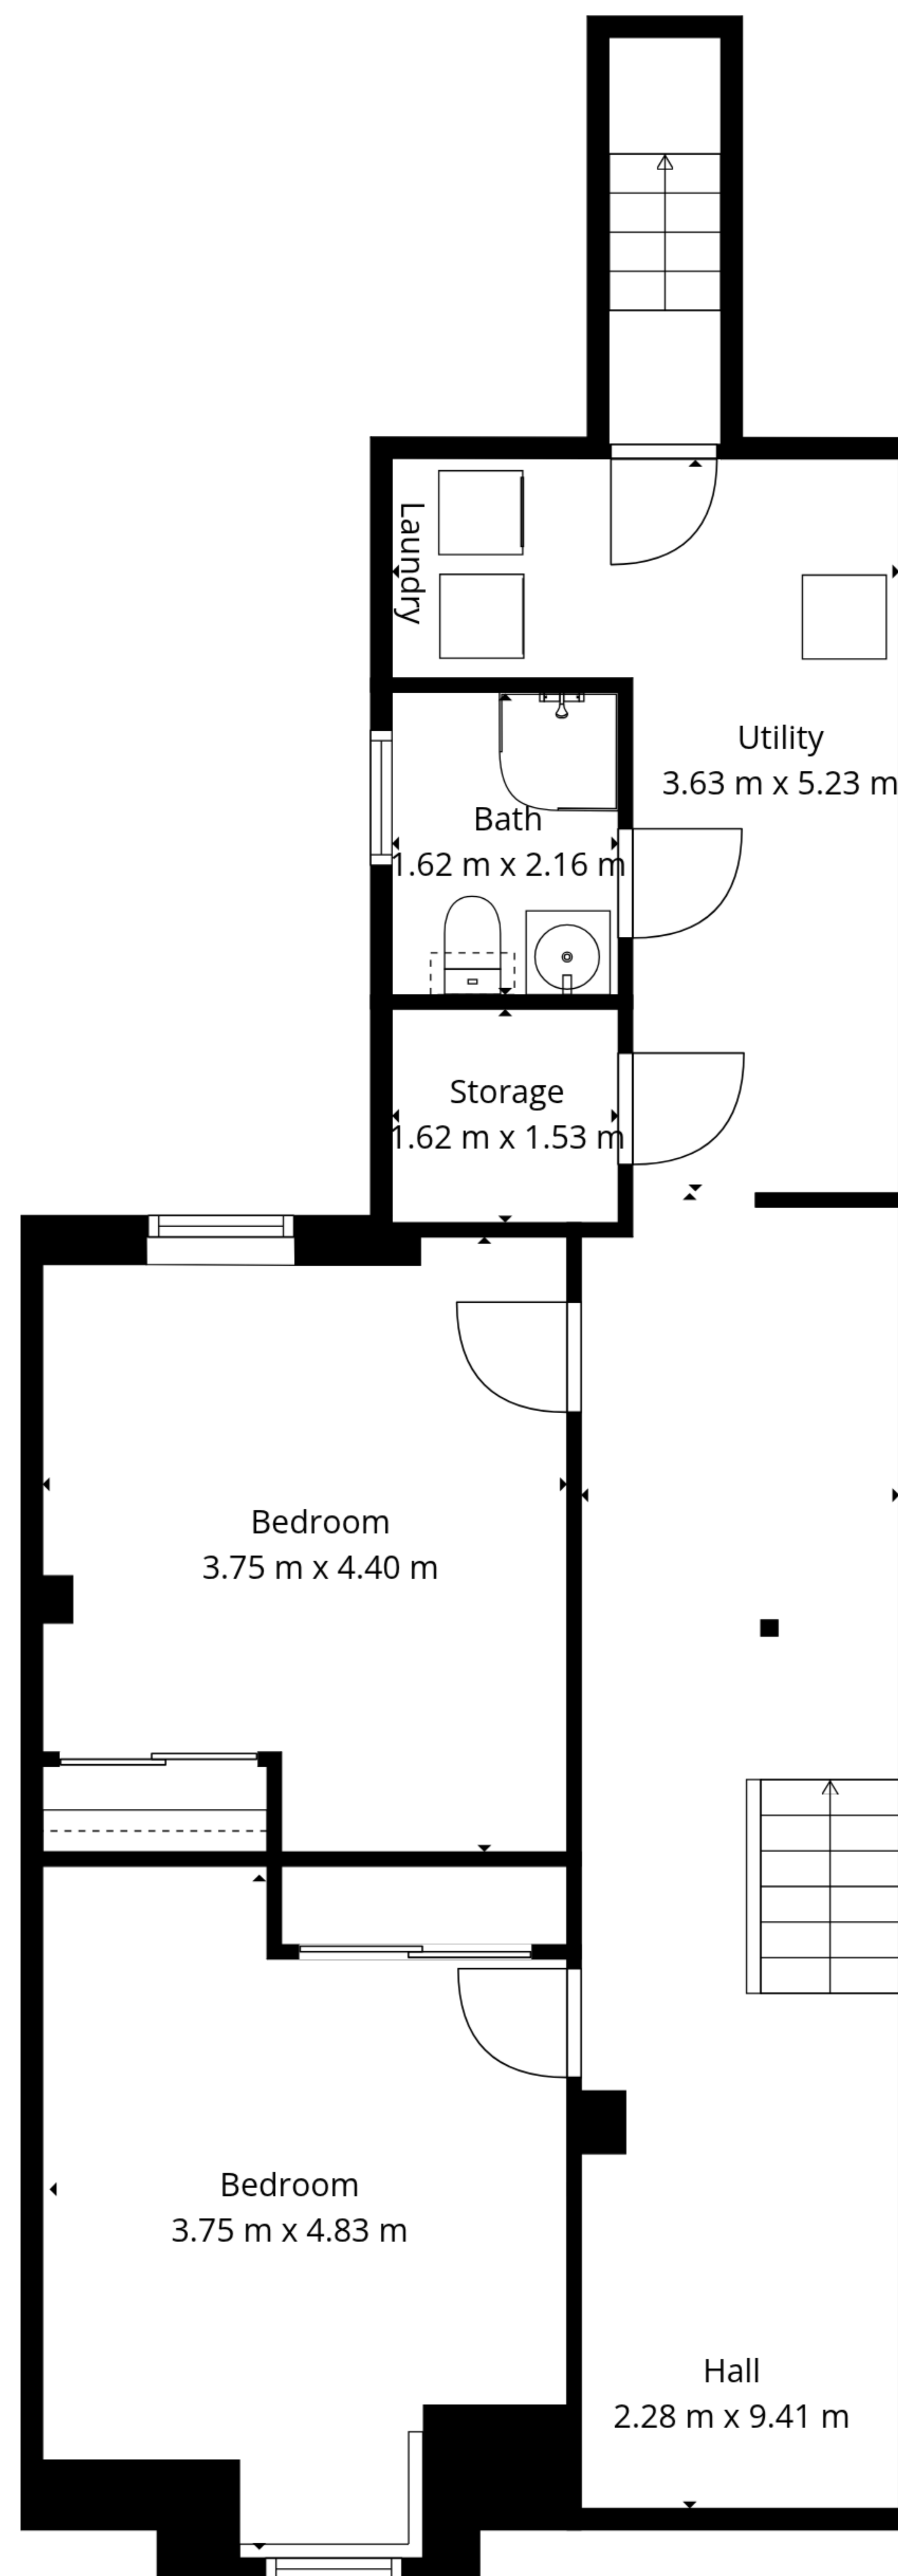 Laundry
Utility
3.63 m x 5.23 m
Bath
1.62 m x 2.16 m
Storage
1.62 m x 1.53 m
Bedroom
3.75 m x 4.40 m
Bedroom
3.75 m x 4.83 m
Hall
2.28 m x 9.41 m